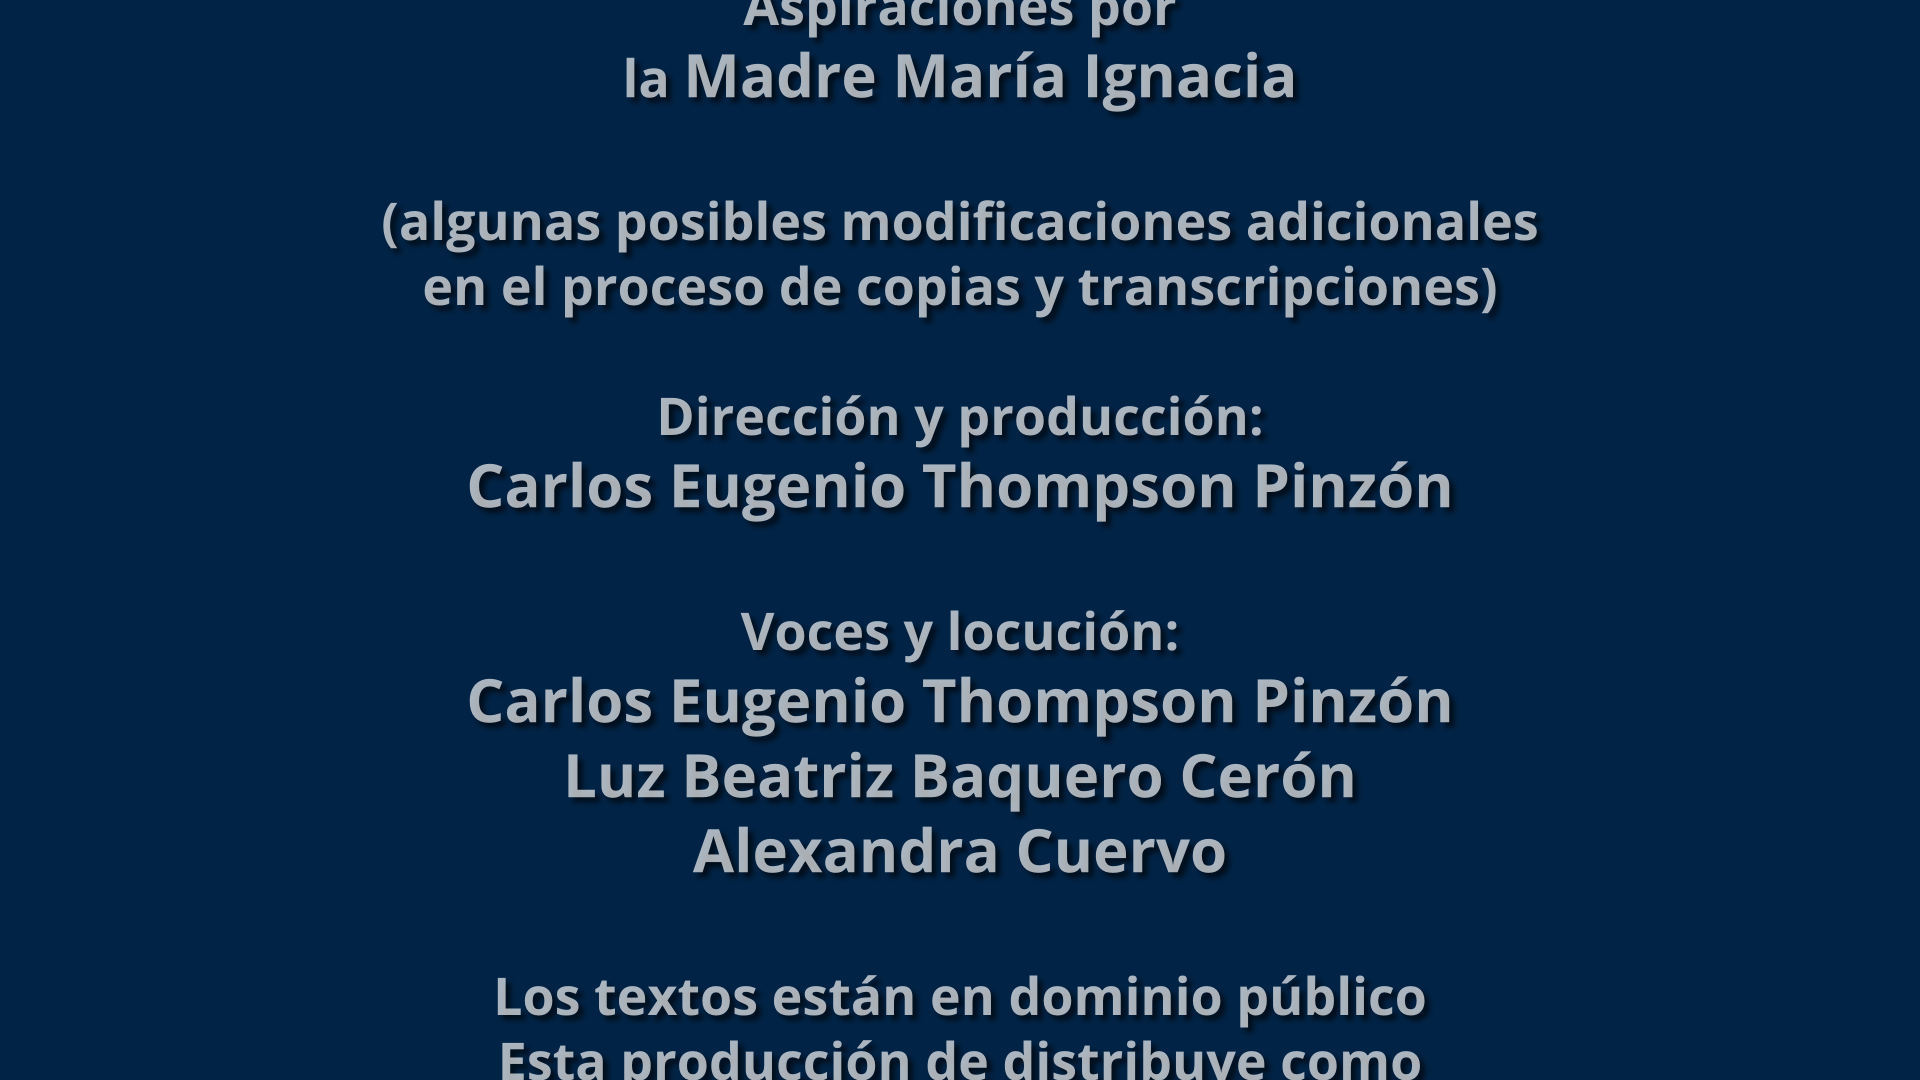 Aspiraciones por
la Madre María Ignacia
(algunas posibles modificaciones adicionales
en el proceso de copias y transcripciones)
Dirección y producción:
Carlos Eugenio Thompson Pinzón
Voces y locución:
Carlos Eugenio Thompson Pinzón
Luz Beatriz Baquero Cerón
Alexandra Cuervo
Los textos están en dominio público
Esta producción de distribuye como